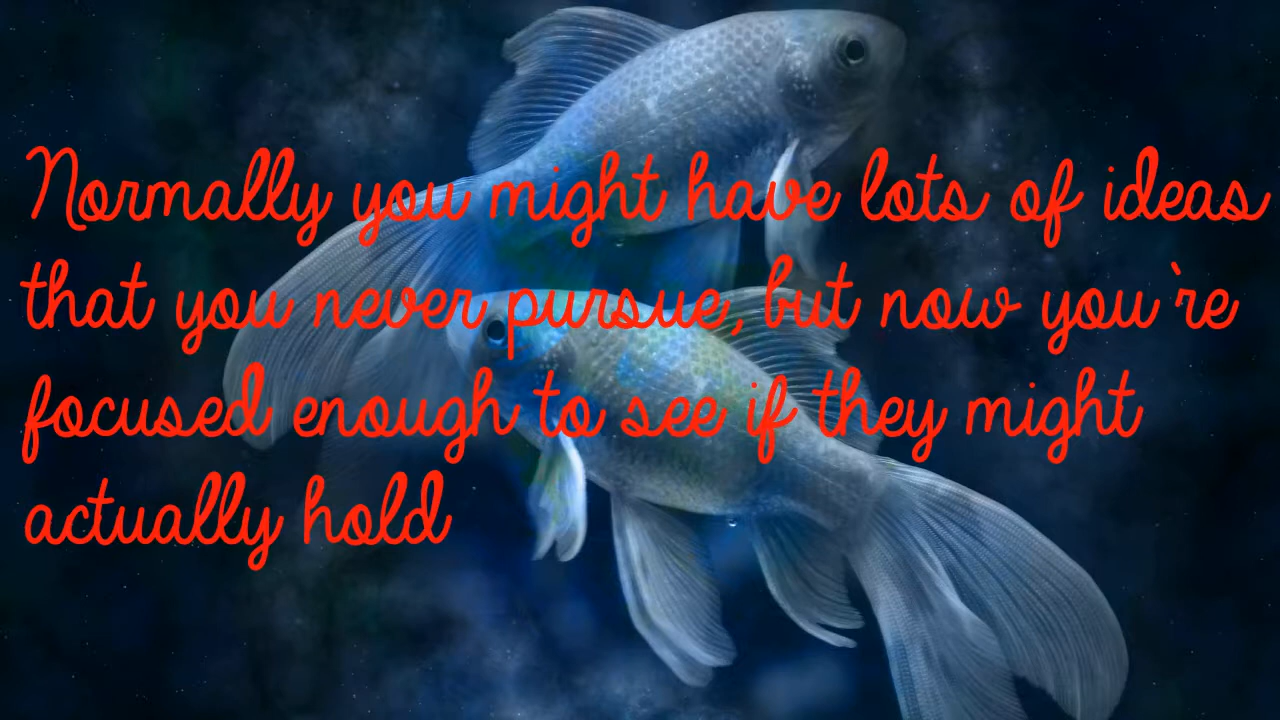 Normally you might have lots of ideas
that you never pursue, but now you`re
focused enough to see if they might
actually hold